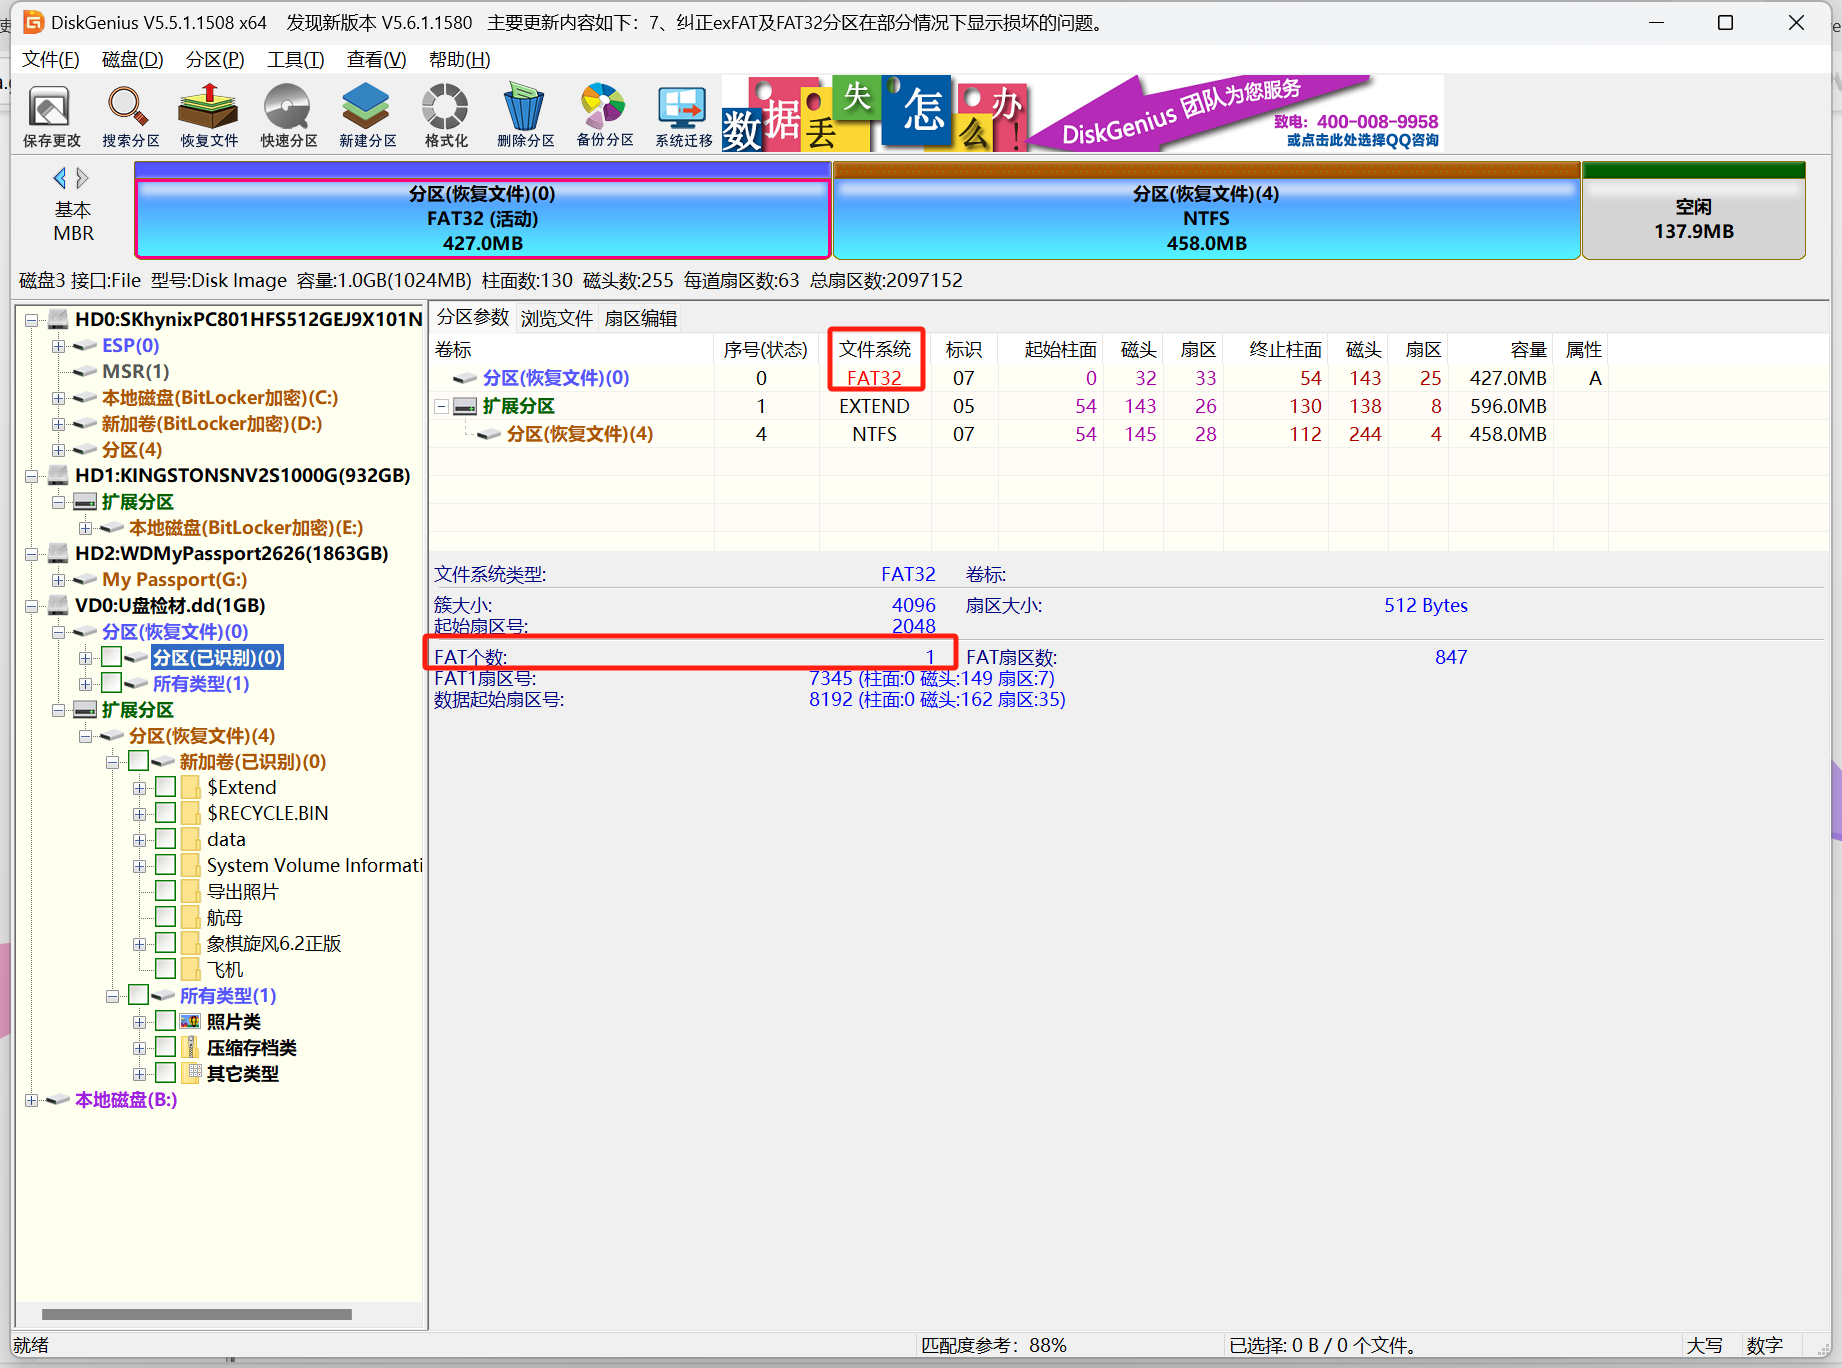 DiskGenius V5.5.1.1508 x64 发现新版本 V5.6.1.1580 主要更新内容如下：7、纠正exFAT及FAT32分区在部分情况下显示损坏的问题。
文件(F) 磁盘(D) 分区(P) 工具(T) 查看(V) 帮助(H)
保存更改 搜索分区 恢复文件 快速分区 新建分区 格式化 删除分区 备份分区 系统迁移
数据丢失怎么办!
DiskGenius 团队为您服务
致电：400-008-9958
或点击此处选择QQ咨询
基本
MBR
分区(恢复文件)(0)
FAT32 (活动)
427.0MB
分区(恢复文件)(4)
NTFS
458.0MB
空闲
137.9MB
磁盘3 接口:File 型号:Disk Image 容量:1.0GB(1024MB) 柱面数:130 磁头数:255 每道扇区数:63 总扇区数:2097152
HD0:SKhynixPC801HFS512GEJ9X101N
ESP(0)
MSR(1)
本地磁盘(BitLocker加密)(C:)
新加卷(BitLocker加密)(D:)
分区(4)
HD1:KINGSTONSNV2S1000G(932GB)
扩展分区
本地磁盘(BitLocker加密)(E:)
HD2:WDMyPassport2626(1863GB)
My Passport(G:)
VD0:U盘检材.dd(1GB)
分区(恢复文件)(0)
分区(已识别)(0)
所有类型(1)
扩展分区
分区(恢复文件)(4)
新加卷(已识别)(0)
$Extend
$RECYCLE.BIN
data
System Volume Informati
导出照片
航母
象棋旋风6.2正版
飞机
所有类型(1)
照片类
压缩存档类
其它类型
本地磁盘(B:)
分区参数 浏览文件 扇区编辑
卷标 序号(状态) 文件系统 标识 起始柱面 磁头 扇区 终止柱面 磁头 扇区 容量 属性
分区(恢复文件)(0) 0 FAT32 07 0 32 33 54 143 25 427.0MB A
扩展分区 1 EXTEND 05 54 143 26 130 138 8 596.0MB
分区(恢复文件)(4) 4 NTFS 07 54 145 28 112 244 4 458.0MB
文件系统类型: FAT32 卷标:
簇大小: 4096 扇区大小: 512 Bytes
起始扇区号: 2048
FAT个数: 1 FAT扇区数: 847
FAT1扇区号: 7345 (柱面:0 磁头:149 扇区:7)
数据起始扇区号: 8192 (柱面:0 磁头:162 扇区:35)
就绪 匹配度参考：88% 已选择: 0 B / 0 个文件。 大写 数字